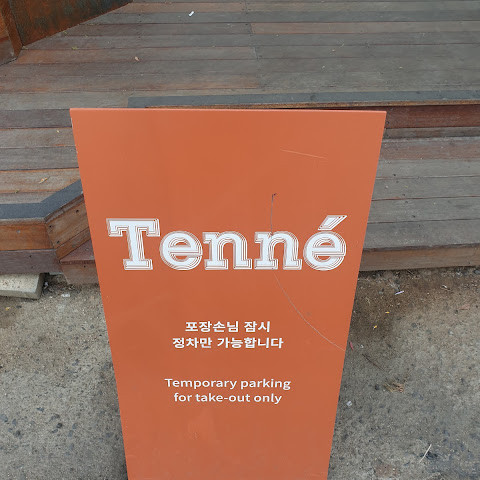 Tenné
포장손님 잠시
정차만 가능합니다
Temporary parking
for take-out only